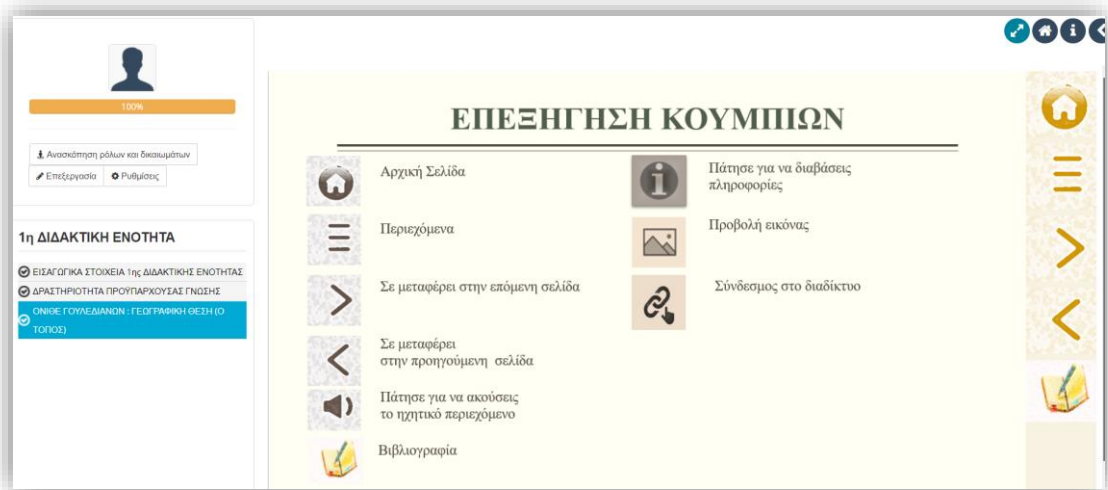 100%
Ανασκόπηση ρόλων και δικαιωμάτων
Επεξεργασία
Ρυθμίσεις
1η ΔΙΔΑΚΤΙΚΗ ΕΝΟΤΗΤΑ
ΕΙΣΑΓΩΓΙΚΑ ΣΤΟΙΧΕΙΑ 1ης ΔΙΔΑΚΤΙΚΗΣ ΕΝΟΤΗΤΑΣ
ΔΡΑΣΤΗΡΙΟΤΗΤΑ ΠΡΟΫΠΑΡΧΟΥΣΑΣ ΓΝΩΣΗΣ
ΟΝΙΘΕ ΓΟΥΛΕΔΙΑΝΩΝ : ΓΕΩΓΡΑΦΙΚΗ ΘΕΣΗ (Ο
ΤΟΠΟΣ)
ΕΠΕΞΗΓΗΣΗ ΚΟΥΜΠΙΩΝ
Αρχική Σελίδα
Περιεχόμενα
Σε μεταφέρει στην επόμενη σελίδα
Σε μεταφέρει
στην προηγούμενη σελίδα
Πάτησε για να ακούσεις
το ηχητικό περιεχόμενο
Βιβλιογραφία
Πάτησε για να διαβάσεις
πληροφορίες
Προβολή εικόνας
Σύνδεσμος στο διαδίκτυο